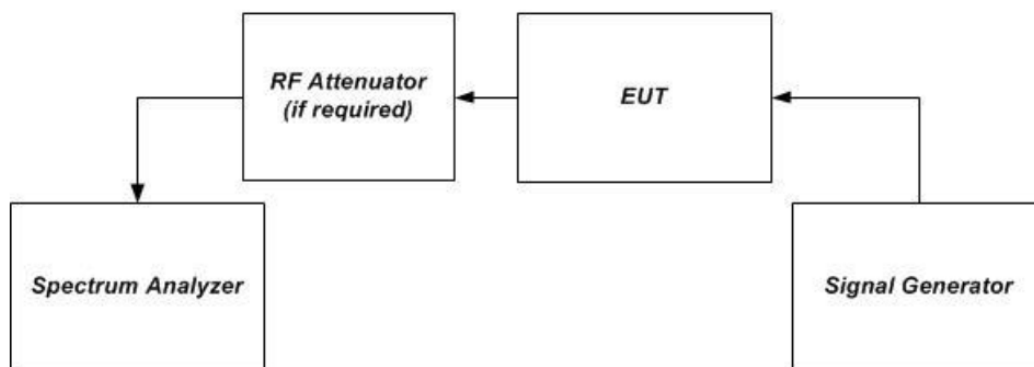 RF Attenuator
(if required)
EUT
Spectrum Analyzer
Signal Generator